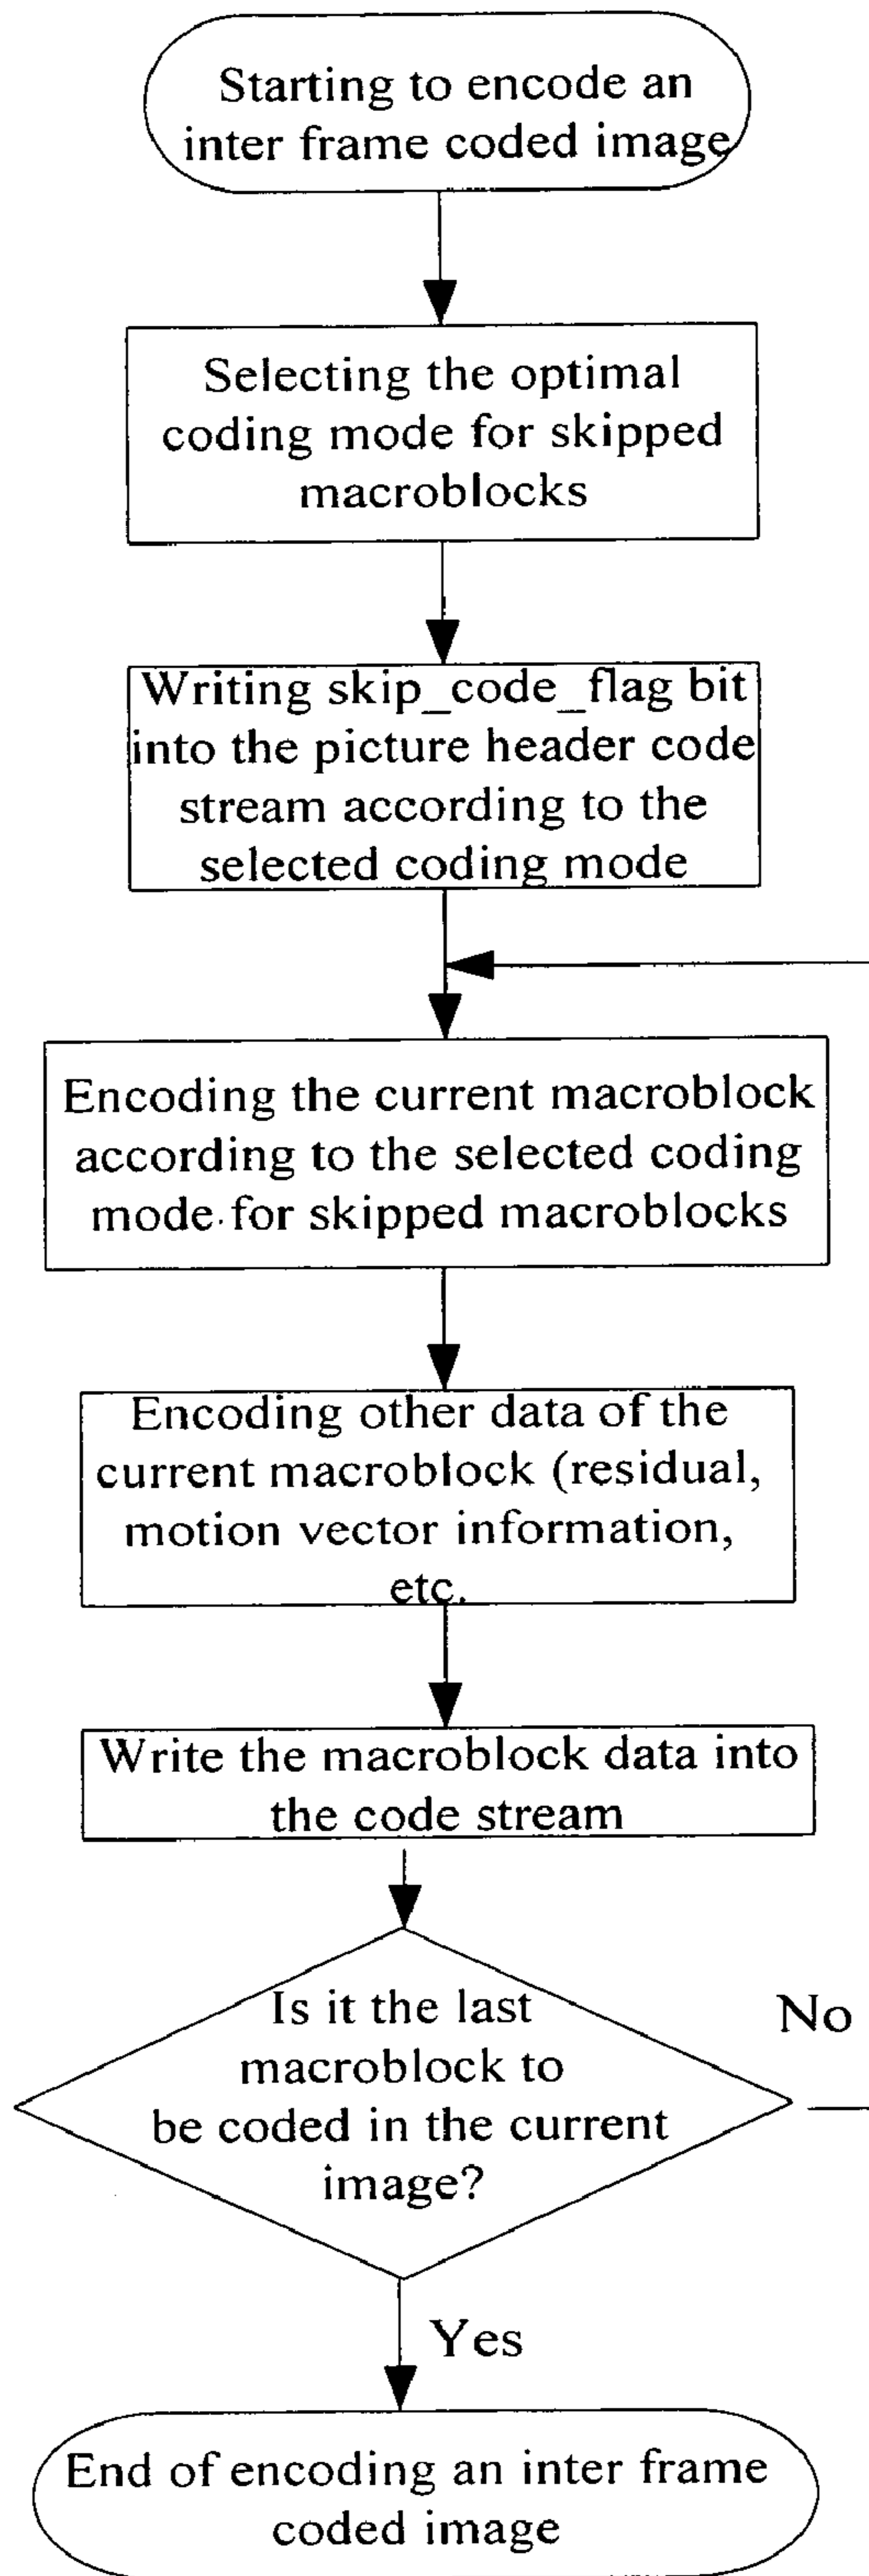 Starting to encode an
inter frame coded image
Selecting the optimal
coding mode for skipped
macroblocks
Writing skip_code_flag bit
into the picture header code
stream according to the
selected coding mode
Encoding the current macroblock
according to the selected coding
mode for skipped macroblocks
Encoding other data of the
current macroblock (residual,
motion vector information,
etc.
Write the macroblock data into
the code stream
Is it the last
macroblock to
be coded in the current
image?
No
Yes
End of encoding an inter frame
coded image